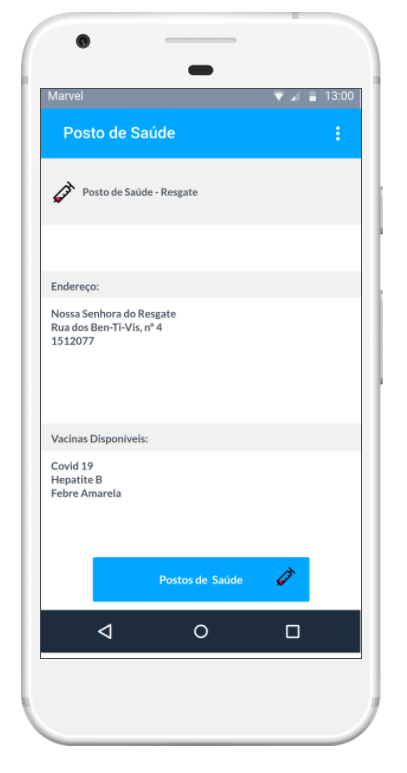 Marvel 13:00
Posto de Saúde
Posto de Saúde - Resgate
Endereço:
Nossa Senhora do Resgate
Rua dos Ben-Ti-Vis, nº 4
1512077
Vacinas Disponíveis:
Covid 19
Hepatite B
Febre Amarela
Postos de Saúde